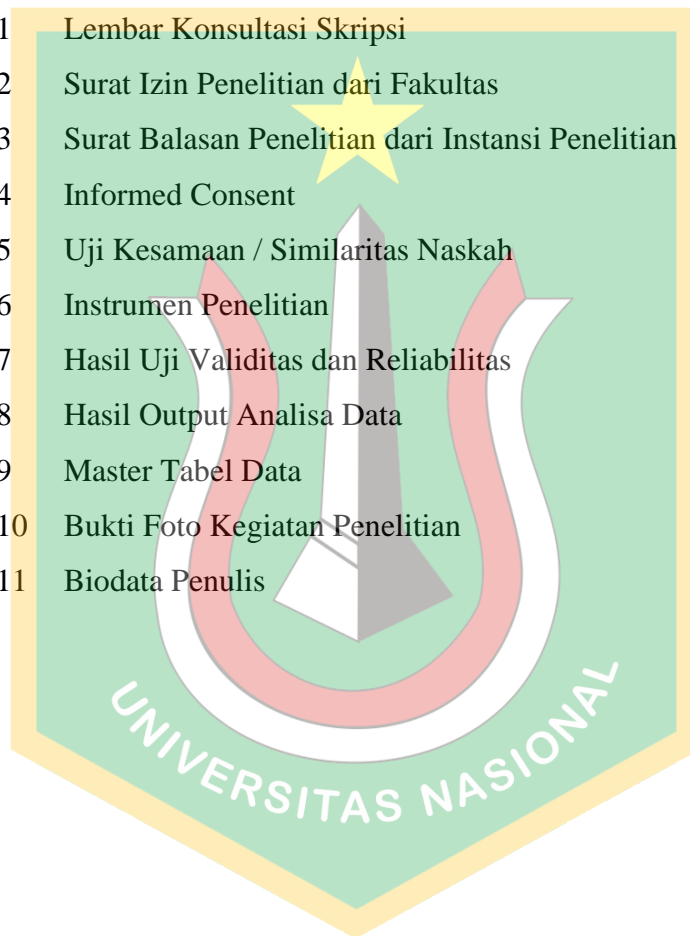 1 Lembar Konsultasi Skripsi
2 Surat Izin Penelitian dari Fakultas
3 Surat Balasan Penelitian dari Instansi Penelitian
4 Informed Consent
5 Uji Kesamaan / Similaritas Naskah
6 Instrumen Penelitian
7 Hasil Uji Validitas dan Reliabilitas
8 Hasil Output Analisa Data
9 Master Tabel Data
10 Bukti Foto Kegiatan Penelitian
11 Biodata Penulis
UNIVERSITAS NASIONAL